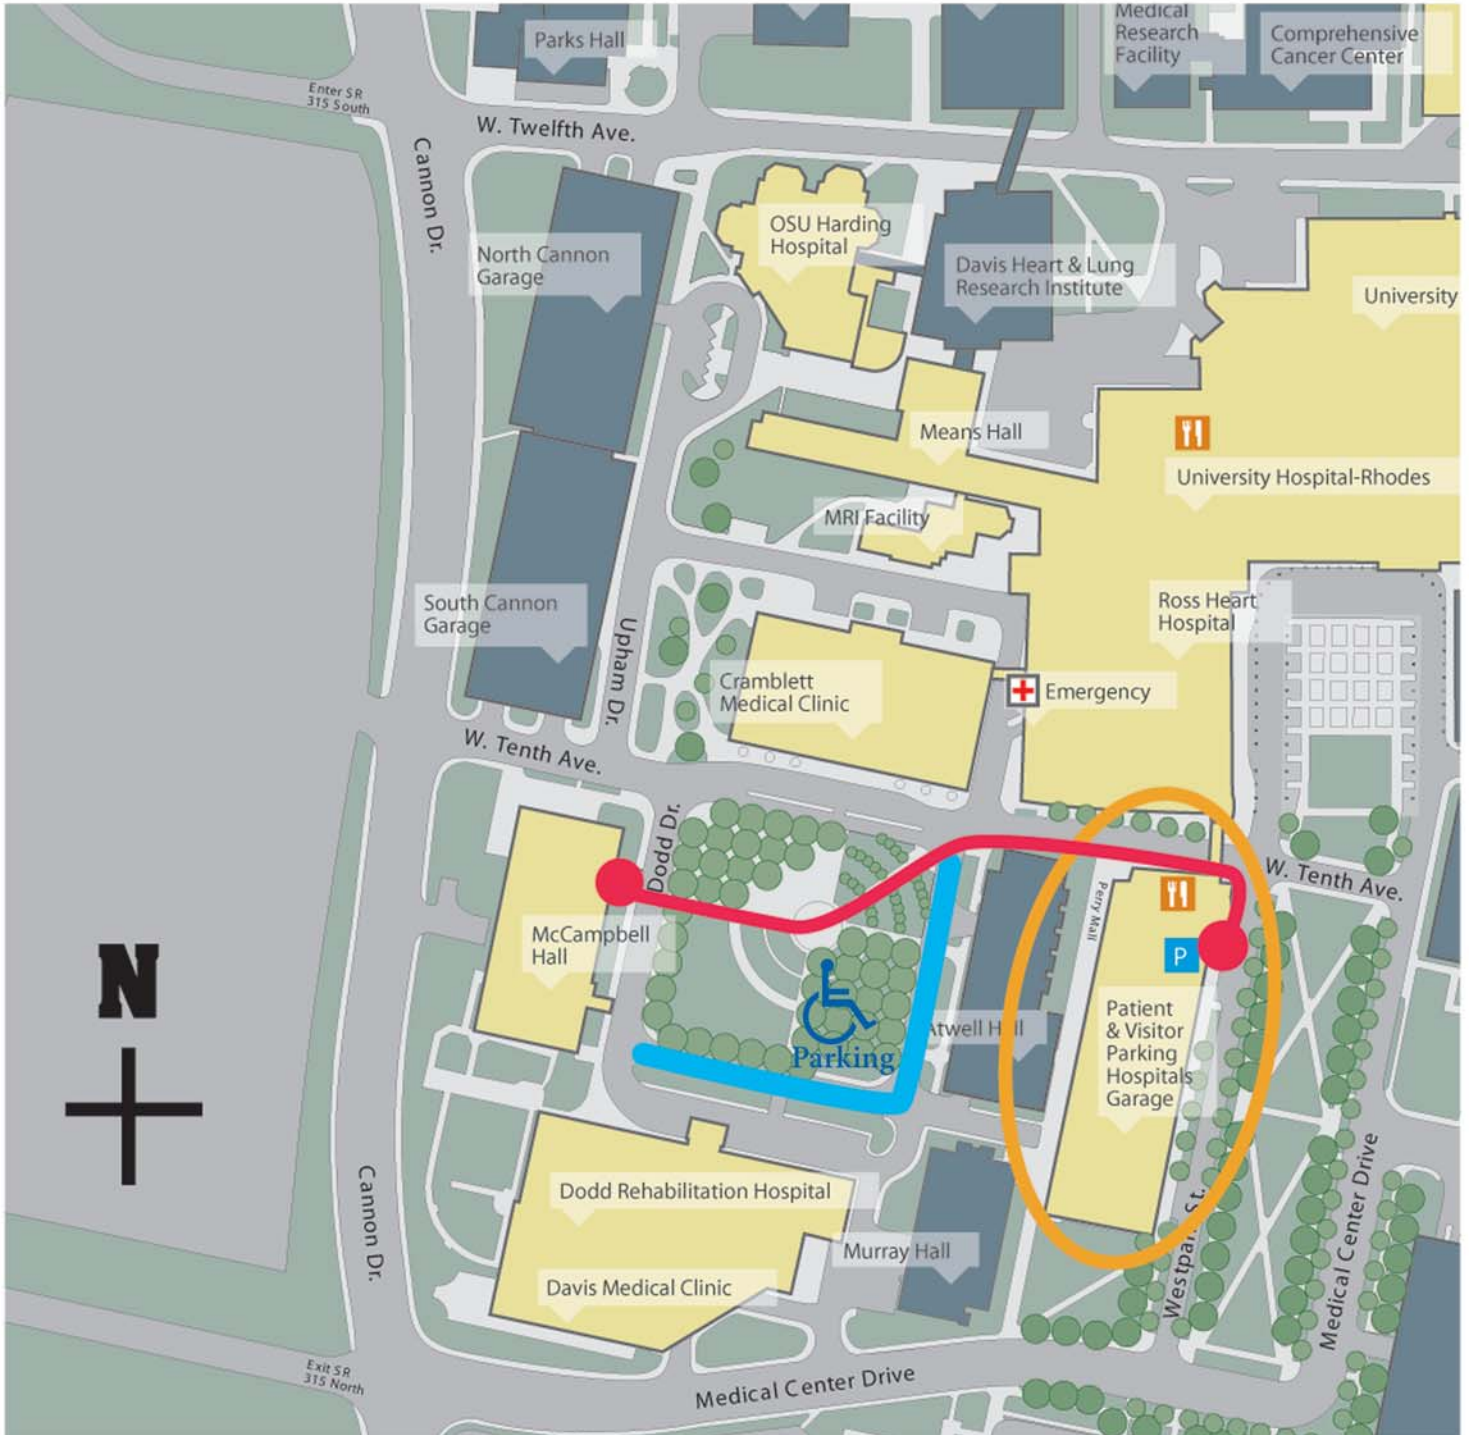 Parks Hall
Medical
Research
Facility
Comprehensive
Cancer Center
Enter SR
315 South
W. Twelfth Ave.
Cannon Dr.
OSU Harding
Hospital
North Cannon
Garage
Davis Heart & Lung
Research Institute
University
Means Hall
University Hospital-Rhodes
MRI Facility
South Cannon
Garage
Upham Dr.
Ross Heart
Hospital
Cramblett
Medical Clinic
Emergency
W. Tenth Ave.
Dodd Dr.
W. Tenth Ave.
Perry Mall
McCampbell
Hall
P
N
Atwell Hall
Parking
Patient
& Visitor
Parking
Hospitals
Garage
Cannon Dr.
Dodd Rehabilitation Hospital
Murray Hall
Davis Medical Clinic
Westpark St.
Medical Center Drive
Exit SR
315 North
Medical Center Drive